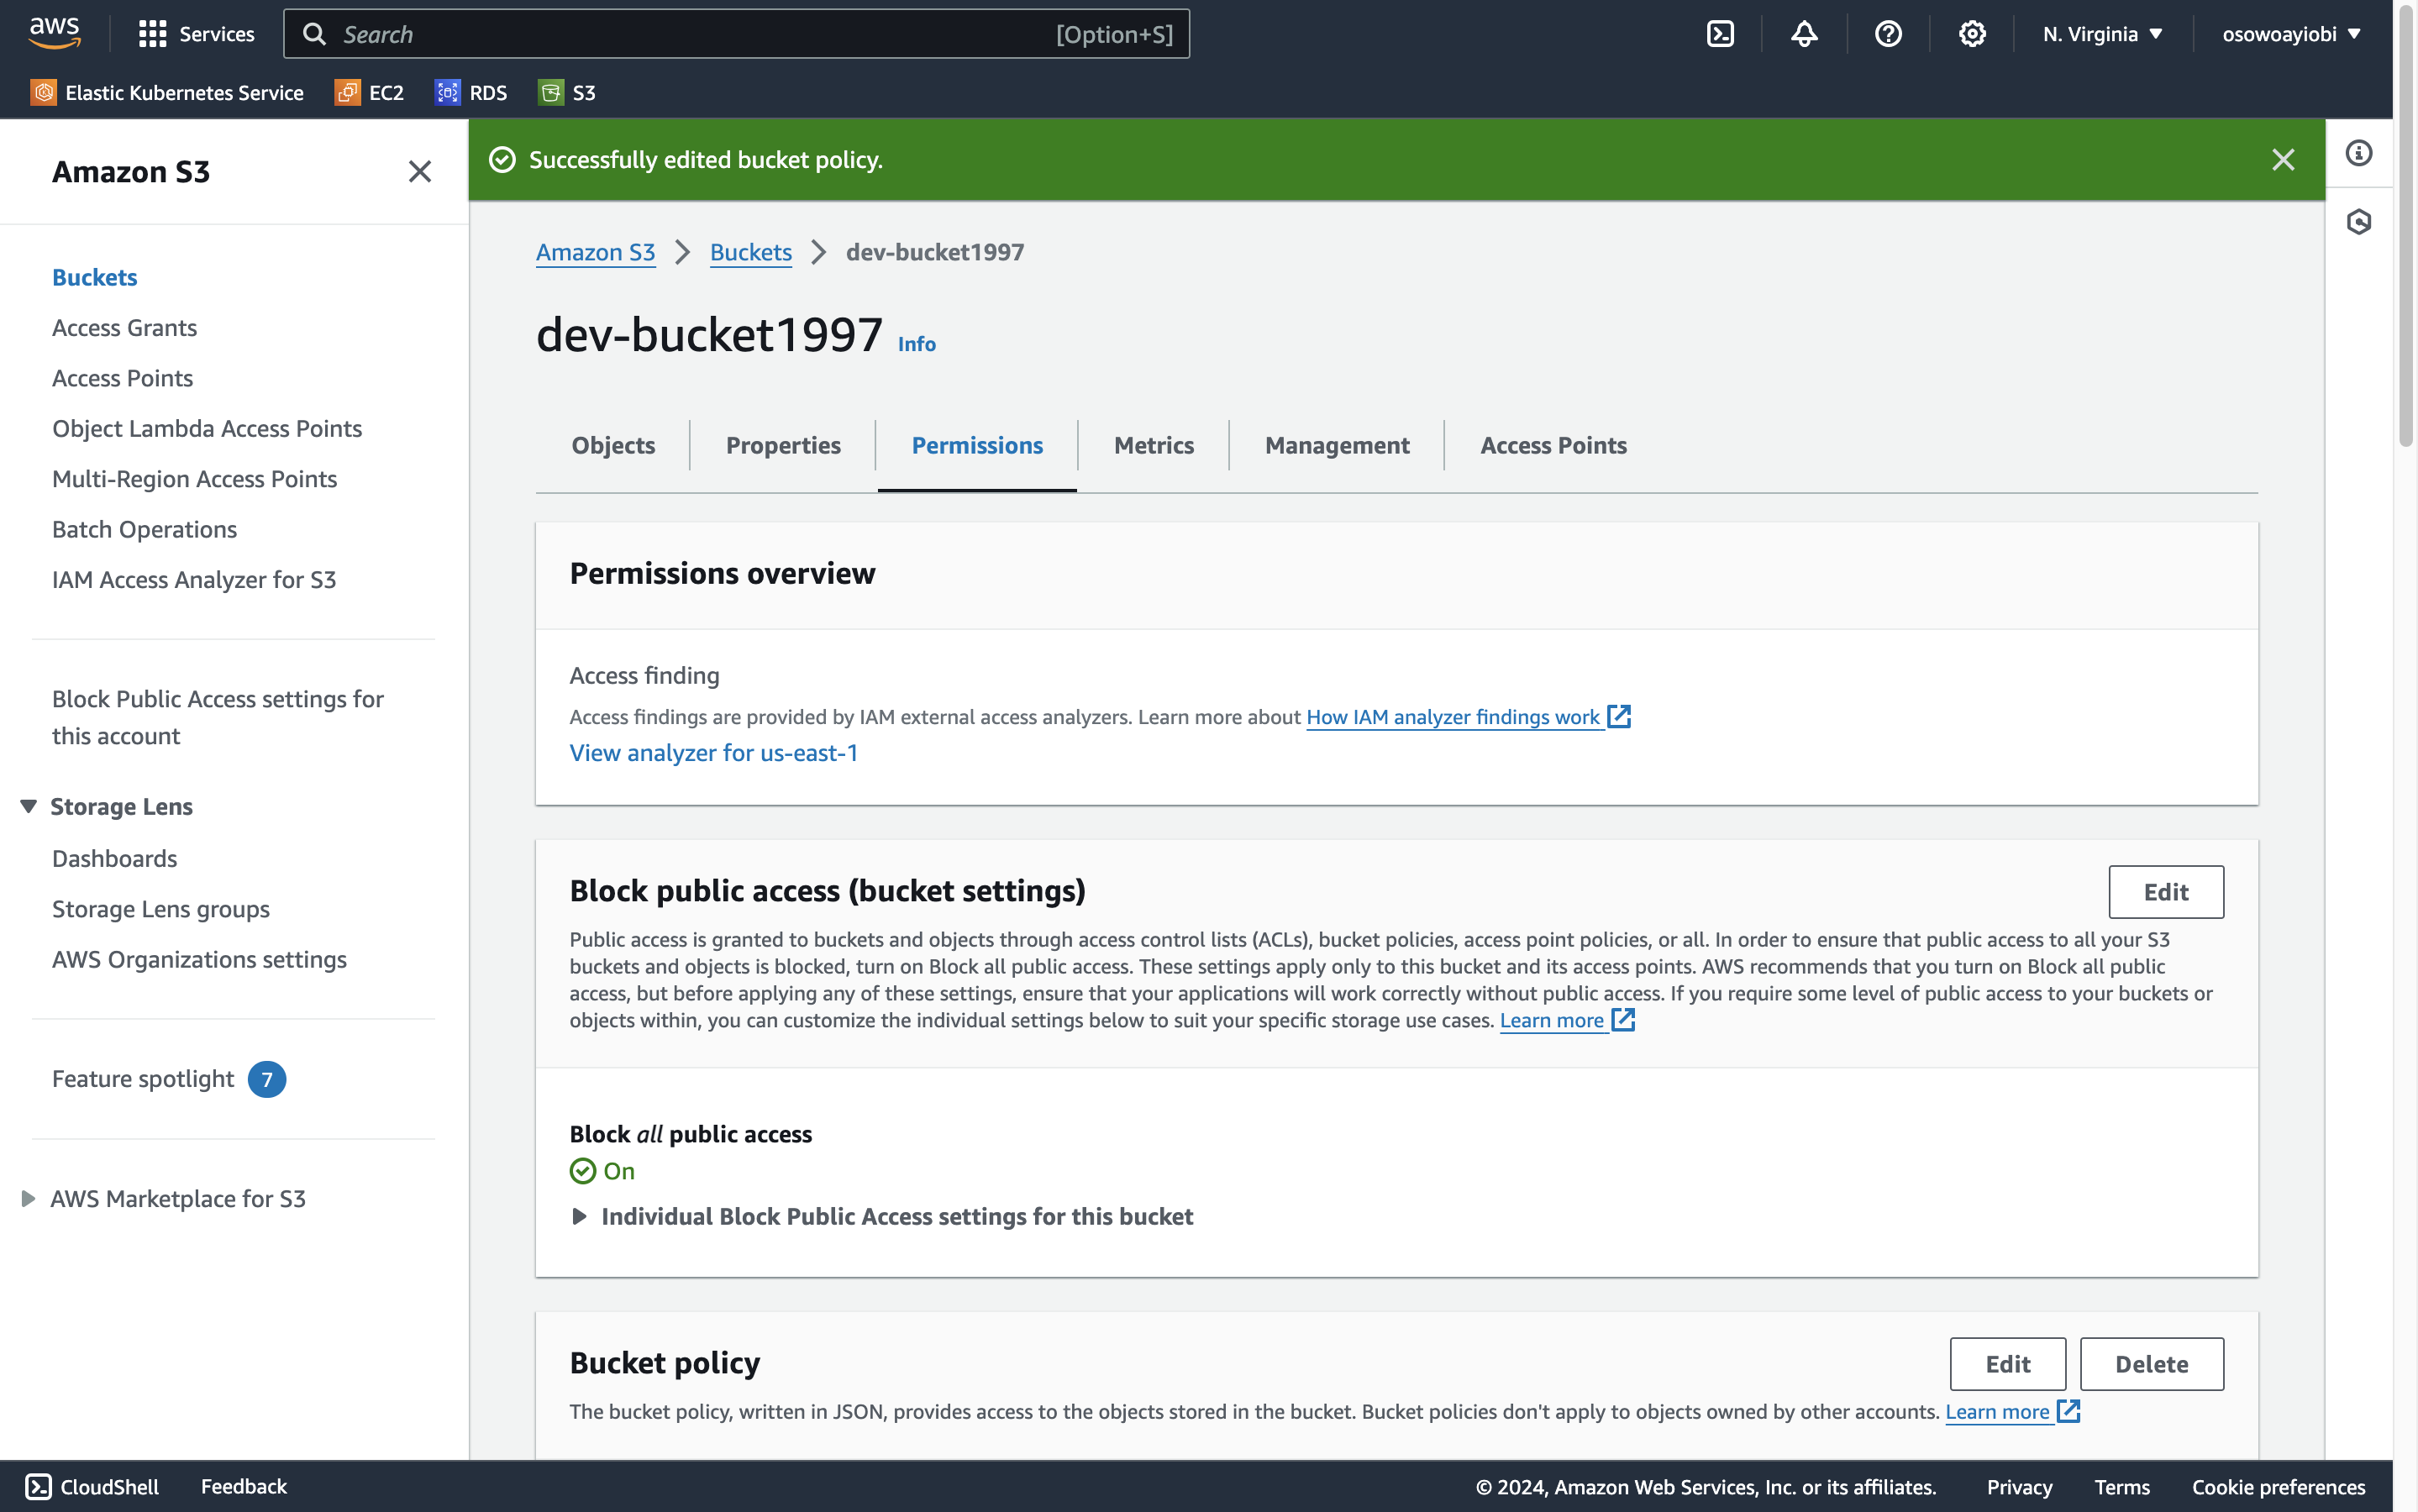 aws
Services
Search
[Option+S]
N. Virginia
osowoayiobi
Elastic Kubernetes Service
EC2
RDS
S3
Amazon S3
Buckets
Access Grants
Access Points
Object Lambda Access Points
Multi-Region Access Points
Batch Operations
IAM Access Analyzer for S3
Block Public Access settings for
this account
Storage Lens
Dashboards
Storage Lens groups
AWS Organizations settings
Feature spotlight 7
AWS Marketplace for S3
Successfully edited bucket policy.
Amazon S3 > Buckets > dev-bucket1997
dev-bucket1997 Info
Objects
Properties
Permissions
Metrics
Management
Access Points
Permissions overview
Access finding
Access findings are provided by IAM external access analyzers. Learn more about How IAM analyzer findings work
View analyzer for us-east-1
Block public access (bucket settings)
Edit
Public access is granted to buckets and objects through access control lists (ACLs), bucket policies, access point policies, or all. In order to ensure that public access to all your S3
buckets and objects is blocked, turn on Block all public access. These settings apply only to this bucket and its access points. AWS recommends that you turn on Block all public
access, but before applying any of these settings, ensure that your applications will work correctly without public access. If you require some level of public access to your buckets or
objects within, you can customize the individual settings below to suit your specific storage use cases. Learn more
Block all public access
On
Individual Block Public Access settings for this bucket
Bucket policy
Edit
Delete
The bucket policy, written in JSON, provides access to the objects stored in the bucket. Bucket policies don't apply to objects owned by other accounts. Learn more
CloudShell
Feedback
© 2024, Amazon Web Services, Inc. or its affiliates.
Privacy
Terms
Cookie preferences